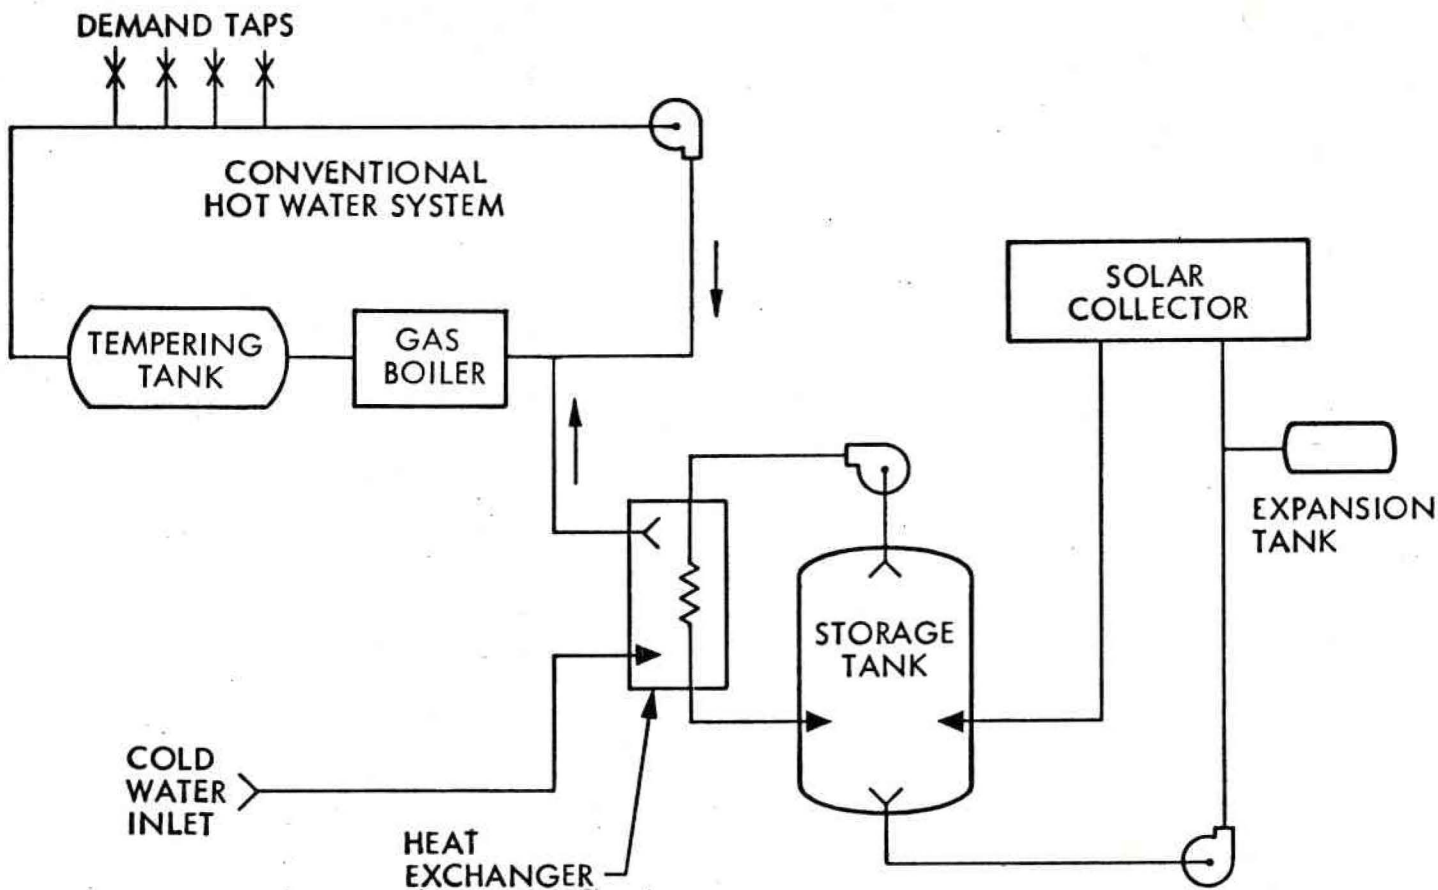 DEMAND TAPS
CONVENTIONAL
HOT WATER SYSTEM
TEMPERING
TANK
GAS
BOILER
SOLAR
COLLECTOR
EXPANSION
TANK
STORAGE
TANK
COLD
WATER
INLET
HEAT
EXCHANGER